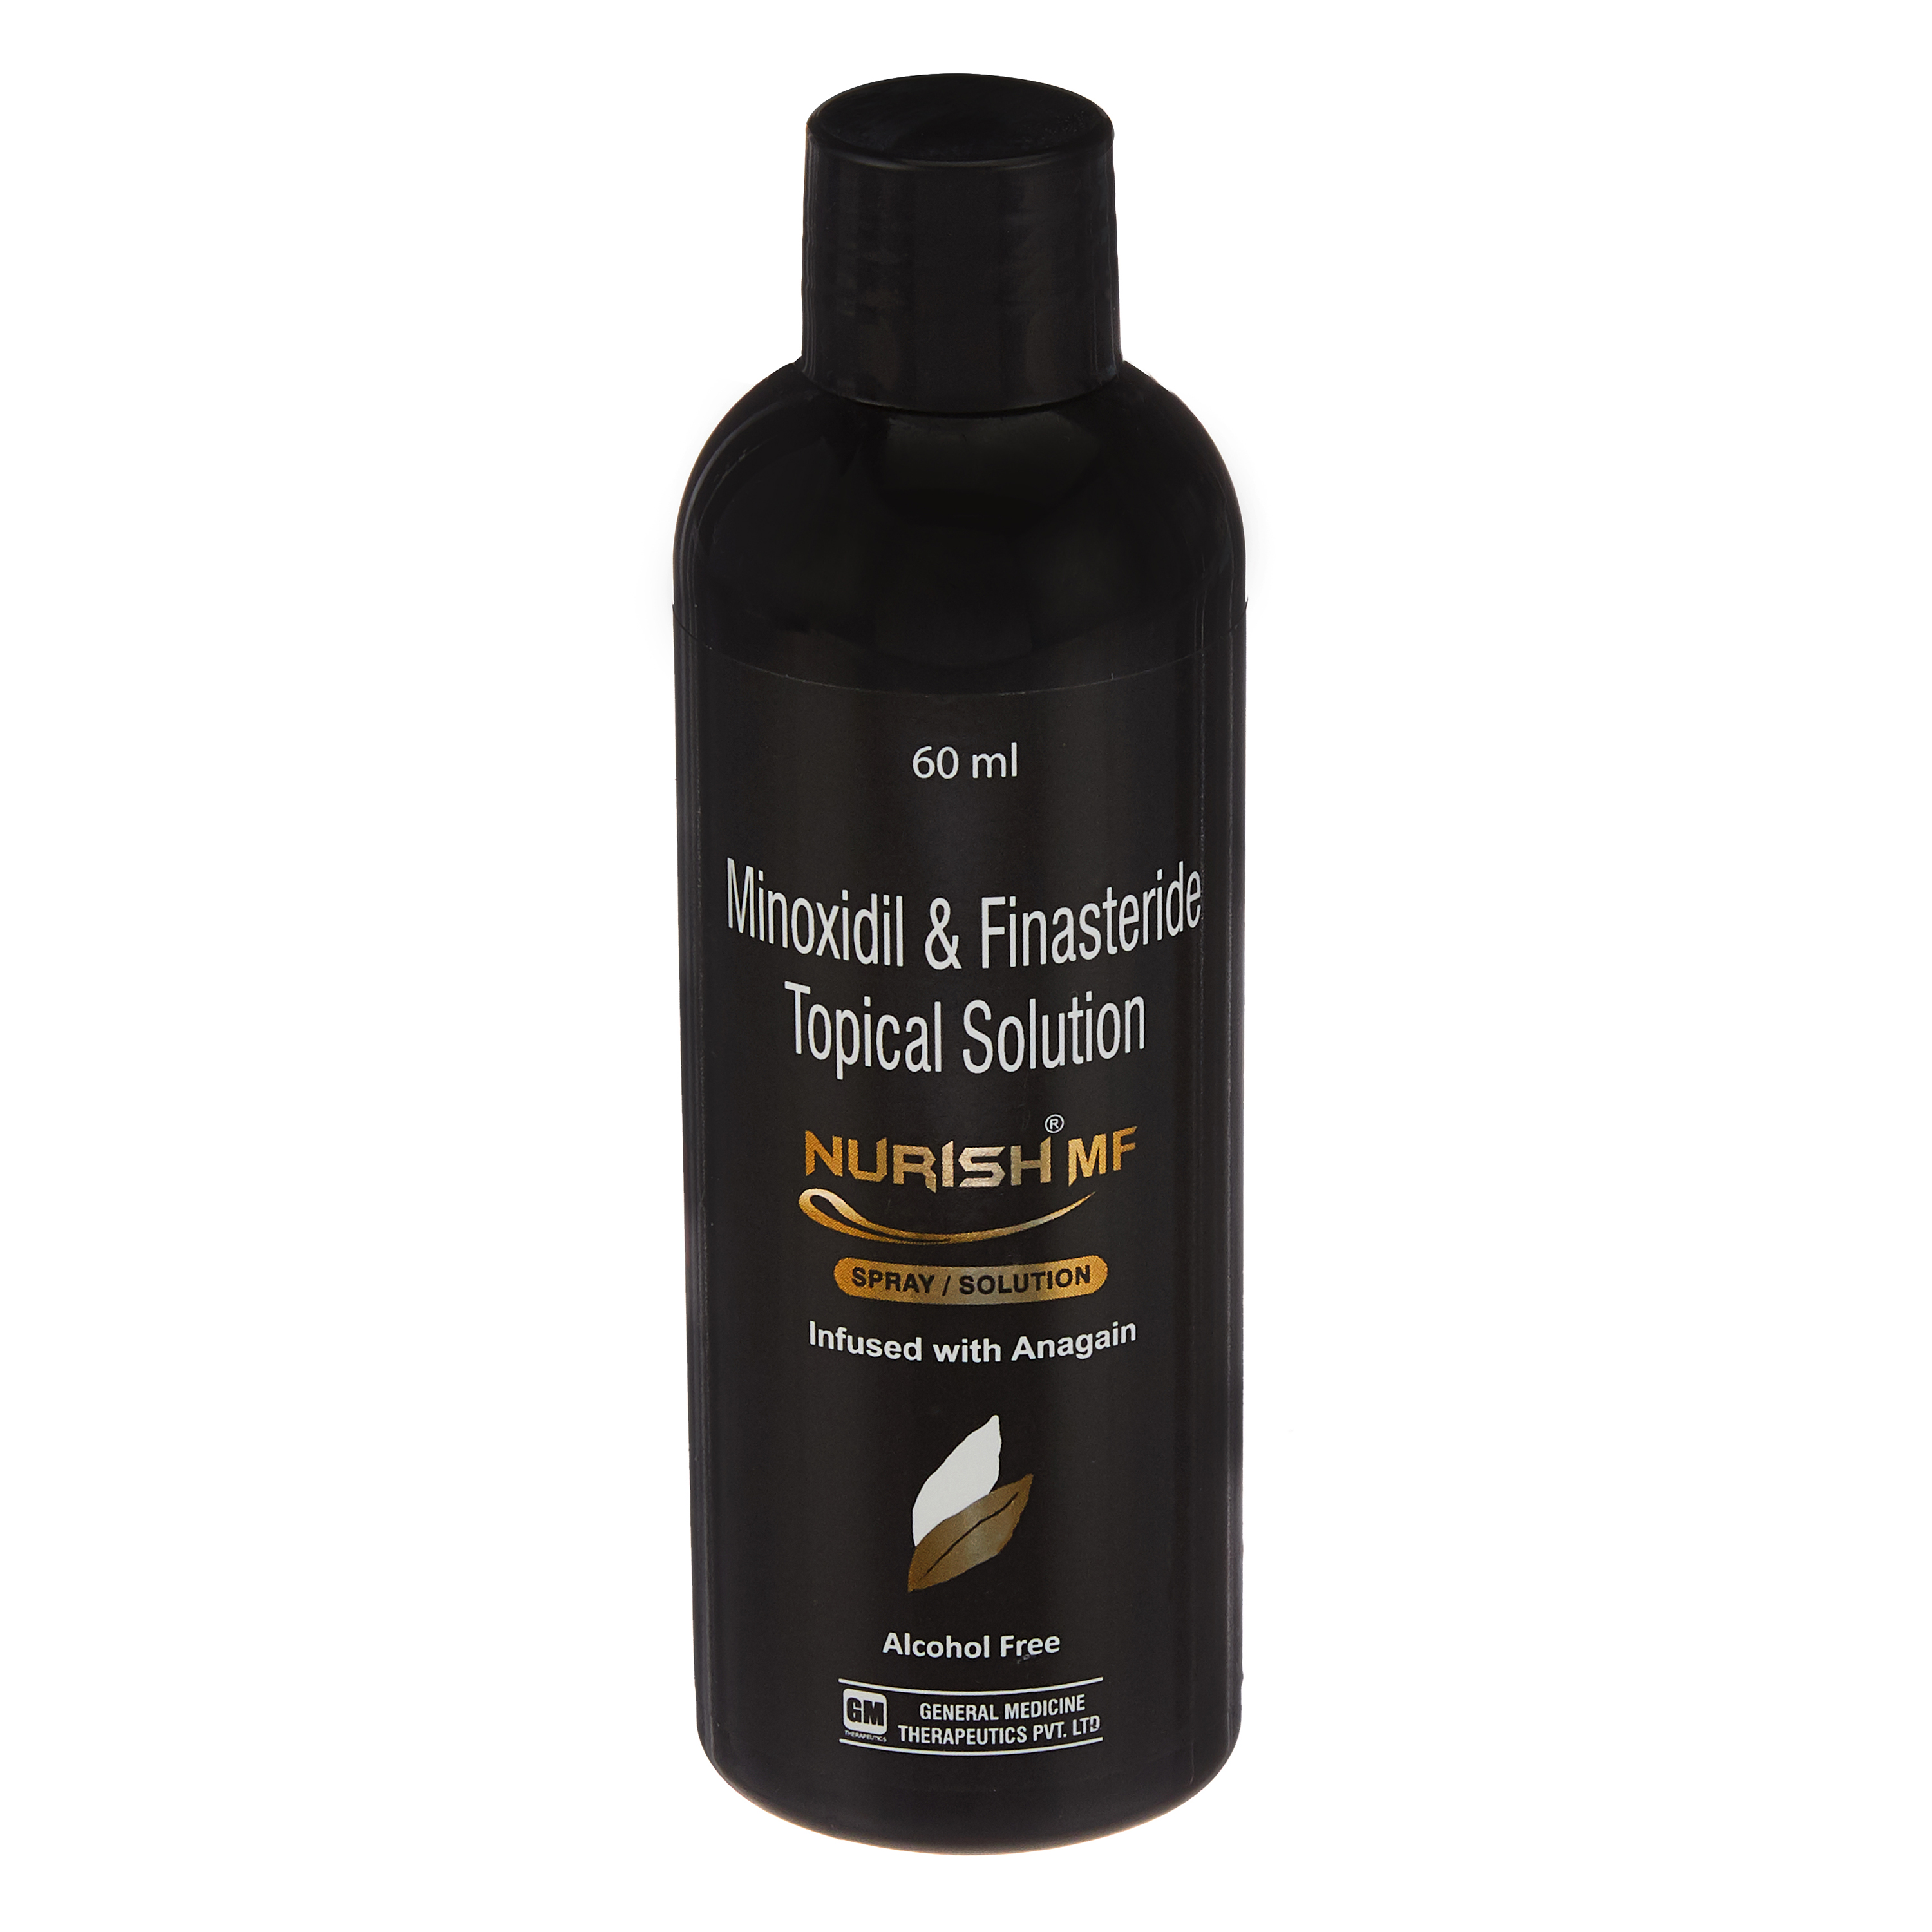 60 ml
Minoxidil & Finasteride
Topical Solution
NURISH® MF
SPRAY / SOLUTION
Infused with Anagain
Alcohol Free
GM
THERAPEUTICS
GENERAL MEDICINE
THERAPEUTICS PVT. LTD.